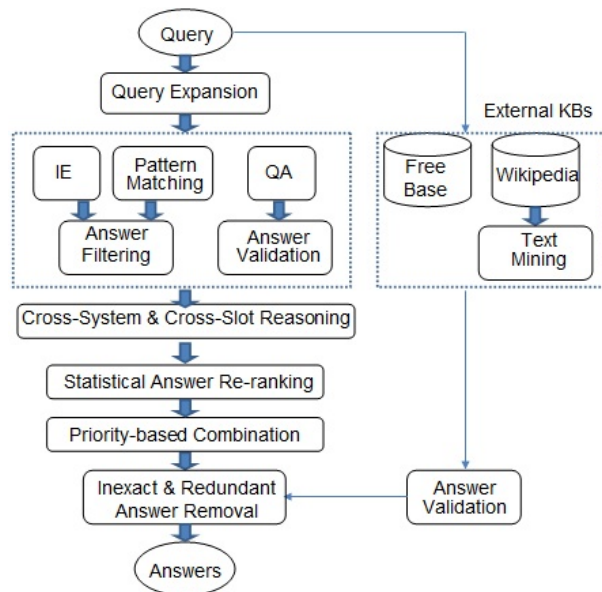 Query
Query Expansion
External KBs
IE
Pattern
Matching
QA
Answer
Filtering
Answer
Validation
Free
Base
Wikipedia
Text
Mining
Cross-System & Cross-Slot Reasoning
Statistical Answer Re-ranking
Priority-based Combination
Inexact & Redundant
Answer Removal
Answer
Validation
Answers